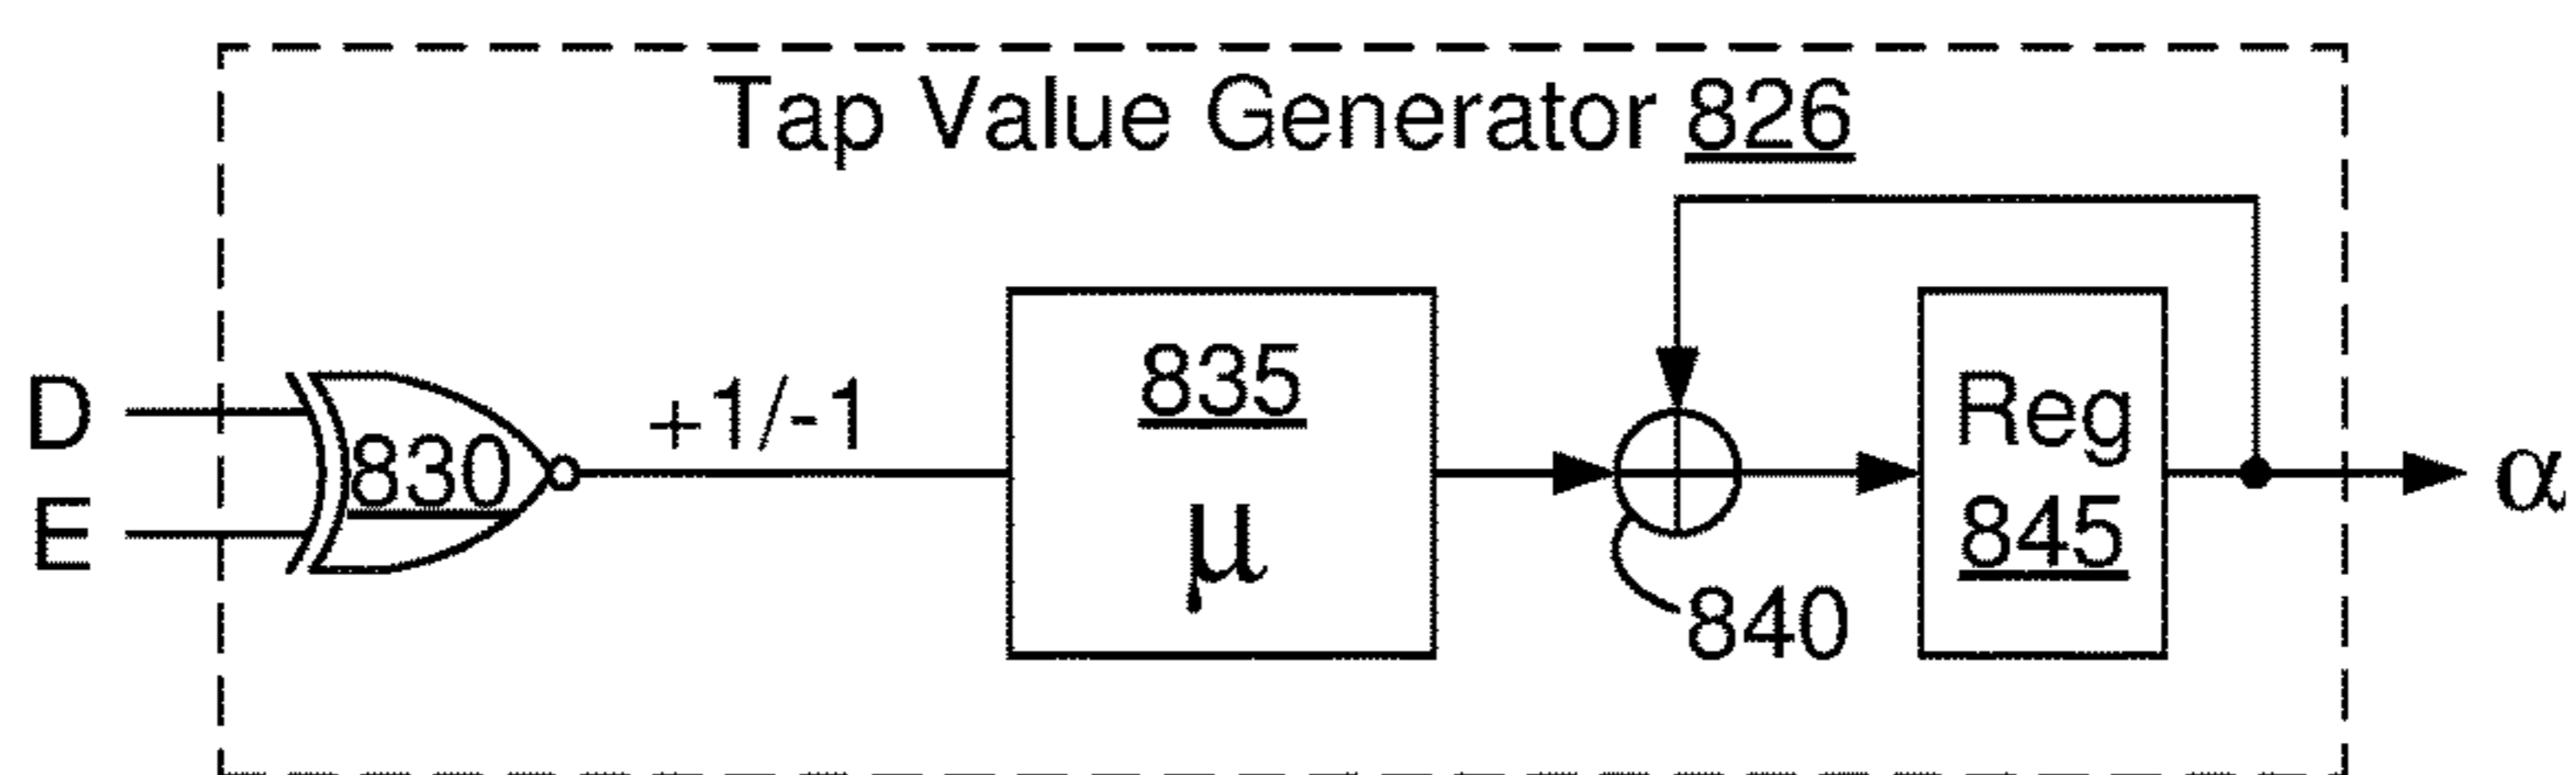 Tap Value Generator 826
D
E
830
+1/-1
835
μ
840
Reg
845
α